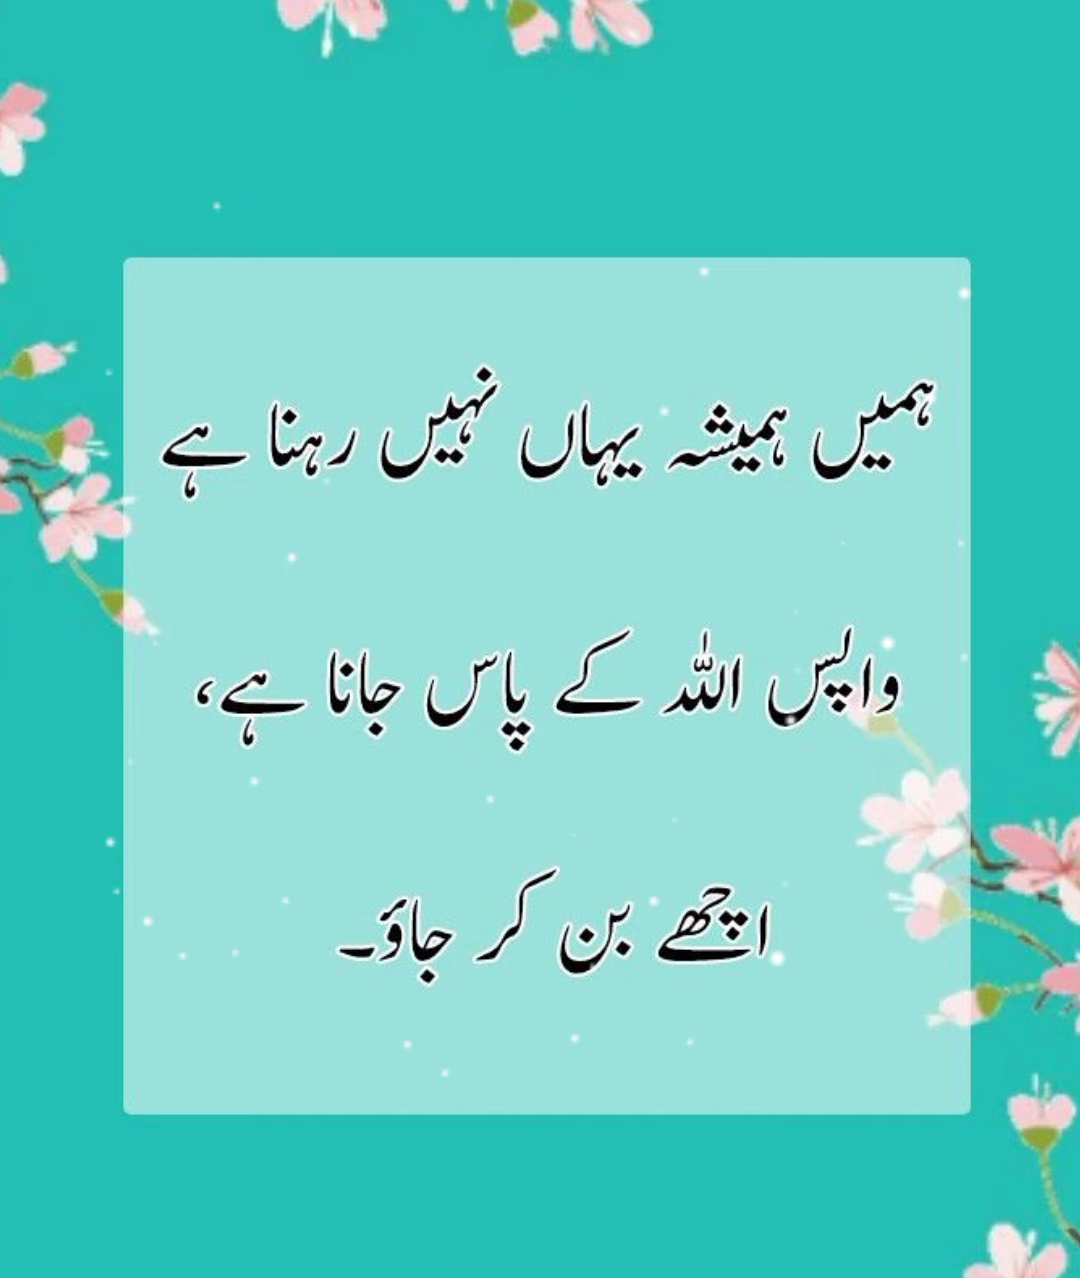 ہمیں ہمیشہ یہاں نہیں رہنا ہے
واپس اللہ کے پاس جانا ہے،
اچھے بن کر جاؤ۔